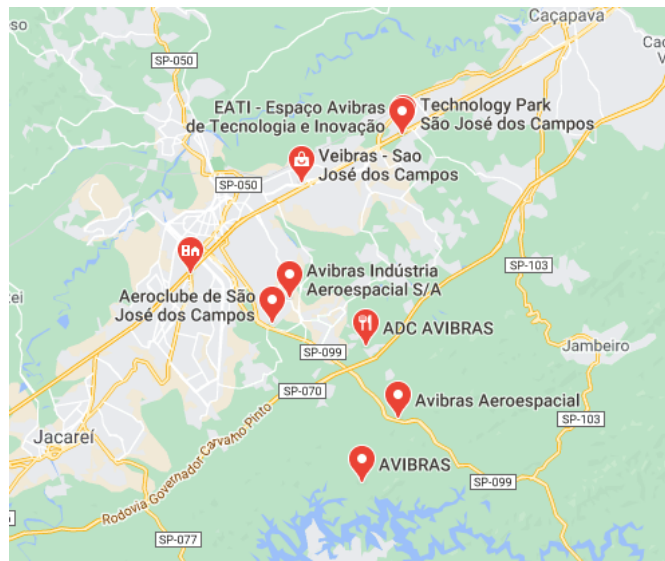 Caçapava
SP-050
EATI - Espaço Avibras
de Tecnologia e Inovação
Technology Park
São José dos Campos
Veibras - Sao
José dos Campos
SP-050
Avibras Indústria
Aeroespacial S/A
Aeroclube de São
José dos Campos
SP-103
ADC AVIBRAS
SP-099
Jambeiro
SP-070
Avibras Aeroespacial
SP-103
Jacareí
Rodovia Governador Carvalho Pinto
AVIBRAS
SP-099
SP-077